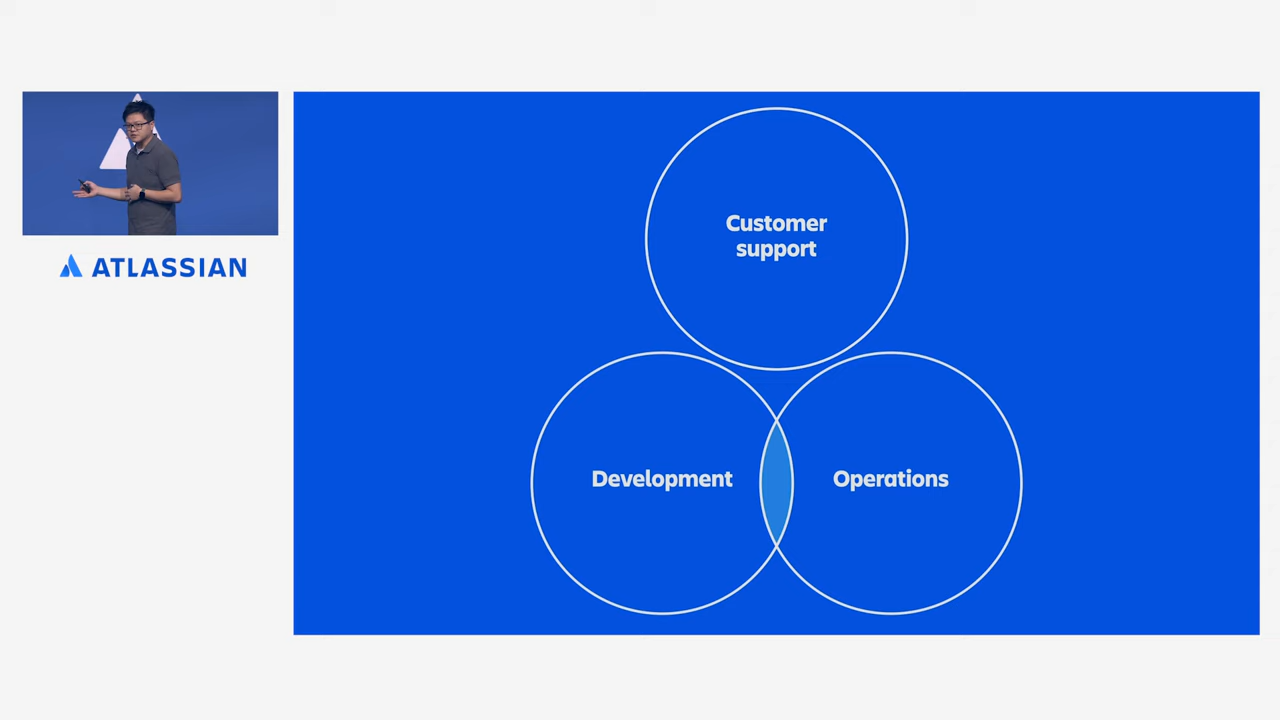 ATLASSIAN
Customer
support
Development
Operations